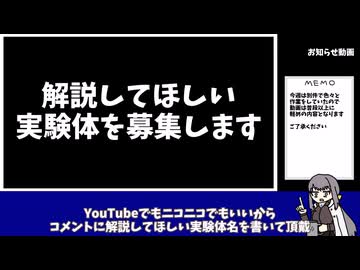 お知らせ動画
解説してほしい
実験体を募集します
MEMO
今週は別件で色々と
作業をしていたので
動画は普段以上に
軽めの内容となります
ご了承ください
YouTubeでもニコニコでもいいから
コメントに解説してほしい実験体名を書いて頂戴